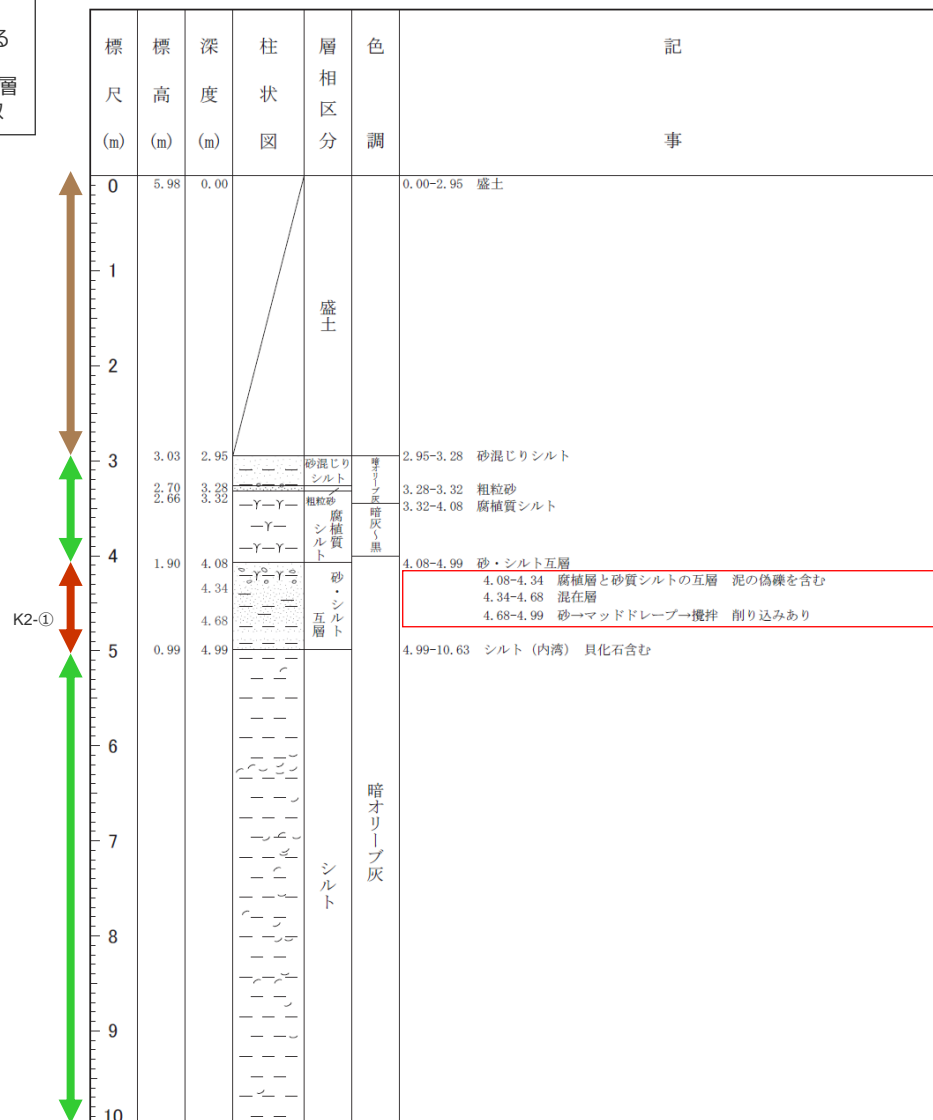 る
層
標尺(m)
標高(m)
深度(m)
柱状図
層相区分
色調
記事
0 5.98 0.00 0.00-2.95 盛土
1
盛土
2
3 3.03 2.95 砂混じりシルト 暗オリーブ灰 2.95-3.28 砂混じりシルト
2.70 3.28 粗粒砂 3.28-3.32 粗粒砂
2.66 3.32 腐植質シルト 暗灰～黒 3.32-4.08 腐植質シルト
4 1.90 4.08 砂・シルト互層 4.08-4.99 砂・シルト互層
4.34 4.08-4.34 腐植層と砂質シルトの互層 泥の偽礫を含む
4.34-4.68 混在層
K2-① 4.68 4.68-4.99 砂→マッドドレープ→攪拌 削り込みあり
5 0.99 4.99 4.99-10.63 シルト（内湾） 貝化石含む
6
7
シルト
暗オリーブ灰
8
9
10